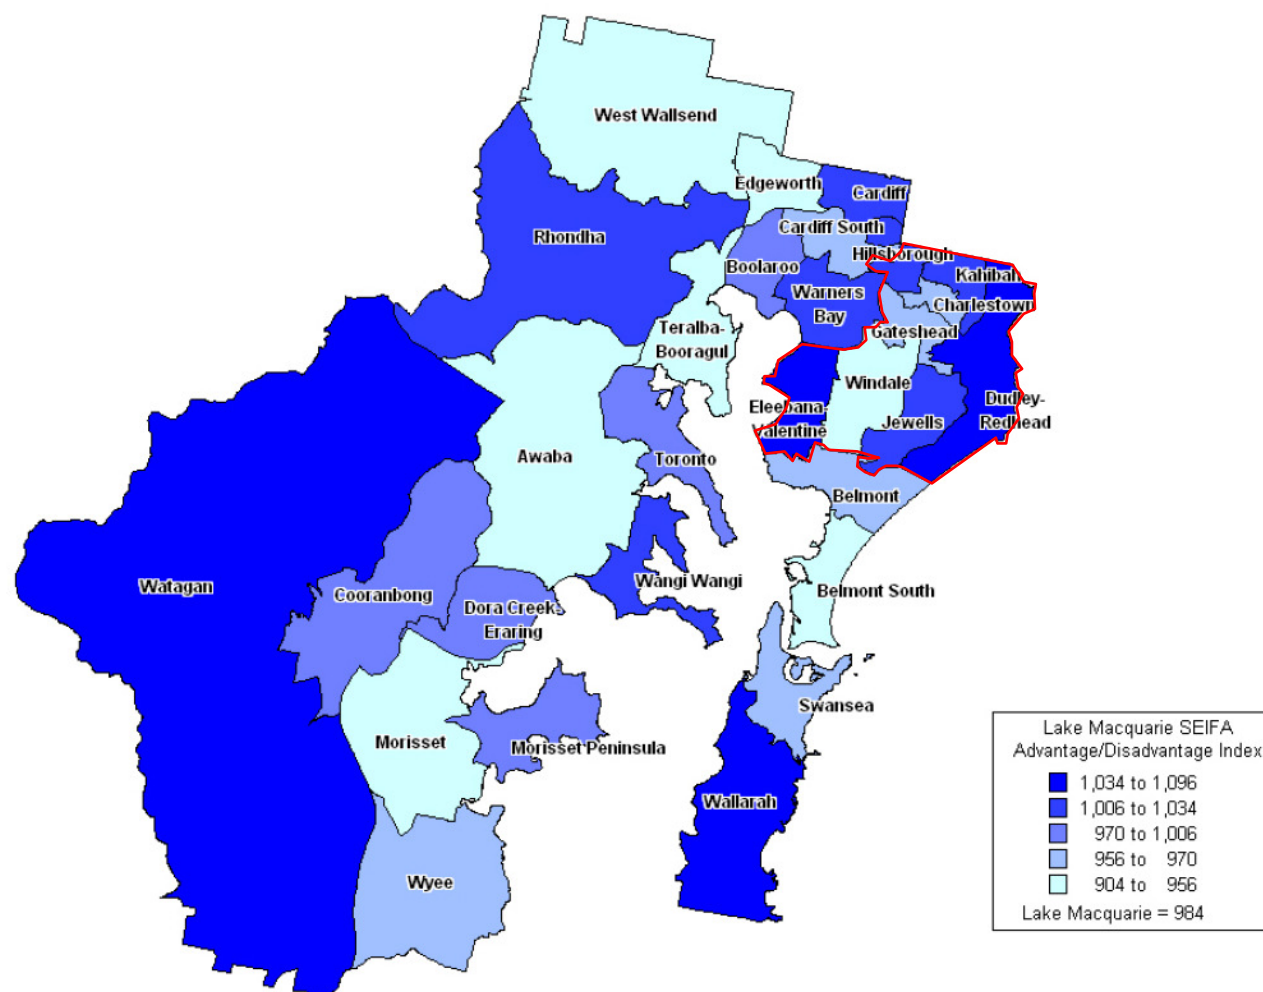 West Wallsend
Edgeworth
Cardiff
Cardiff South
Rhondha
Hillsborough
Boolaroo
Kahibah
Warners
Bay
Charlestown
Teralba-
Booragul
Gateshead
Windale
Eleebana-
Valentine
Dudley-
Redhead
Jewells
Awaba
Toronto
Belmont
Watagan
Cooranbong
Wangi Wangi
Belmont South
Dora Creek-
Eraring
Swansea
Morisset
Morisset Peninsula
Wallarah
Wyee
Lake Macquarie SEIFA
Advantage/Disadvantage Index
1,034 to 1,096
1,006 to 1,034
970 to 1,006
956 to 970
904 to 956
Lake Macquarie = 984